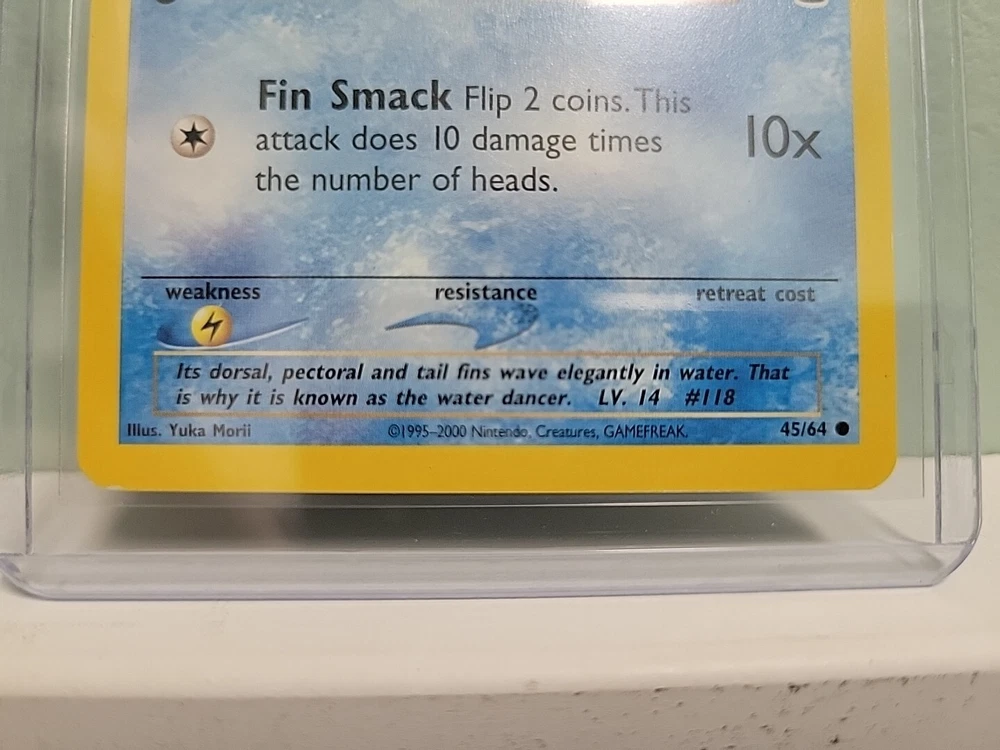 Fin Smack Flip 2 coins. This
attack does 10 damage times
the number of heads.
10x
weakness resistance retreat cost
Its dorsal, pectoral and tail fins wave elegantly in water. That
is why it is known as the water dancer. LV. 14 #118
Illus. Yuka Morii ©1995–2000 Nintendo, Creatures, GAMEFREAK. 45/64